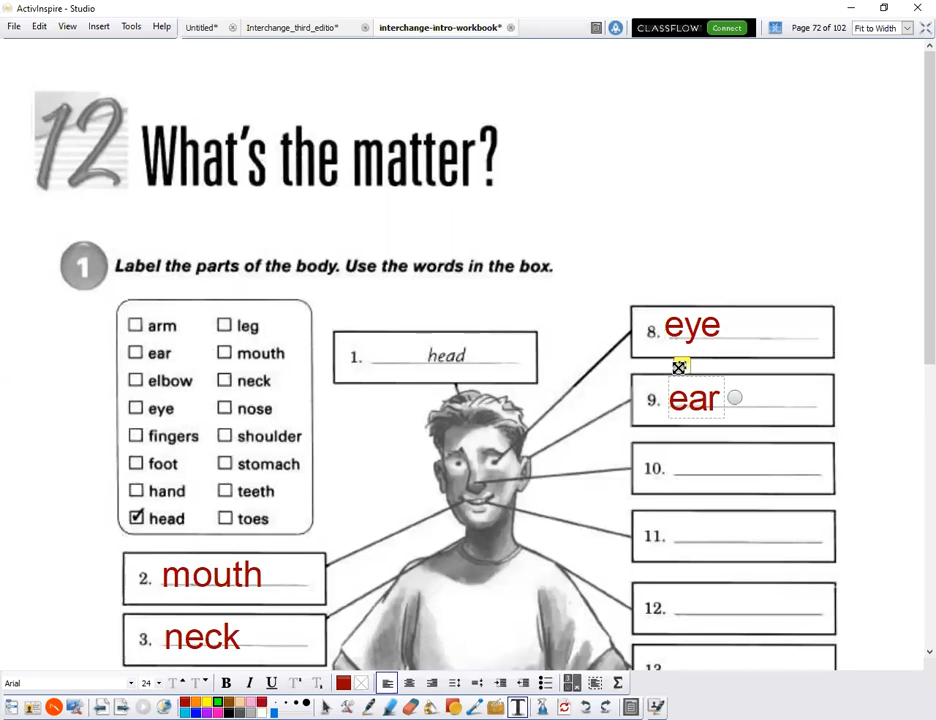 ActivInspire - Studio
File Edit View Insert Tools Help
Untitled* Interchange_third_editio* interchange-intro-workbook*
CLASSFLOW Connect
Page 72 of 102 Fit to Width
12 What's the matter?
1 Label the parts of the body. Use the words in the box.
arm leg
ear mouth
elbow neck
eye nose
fingers shoulder
foot stomach
hand teeth
head toes
1. head
2. mouth
3. neck
8. eye
9. ear
10.
11.
12.
13.
Arial 24 B I U